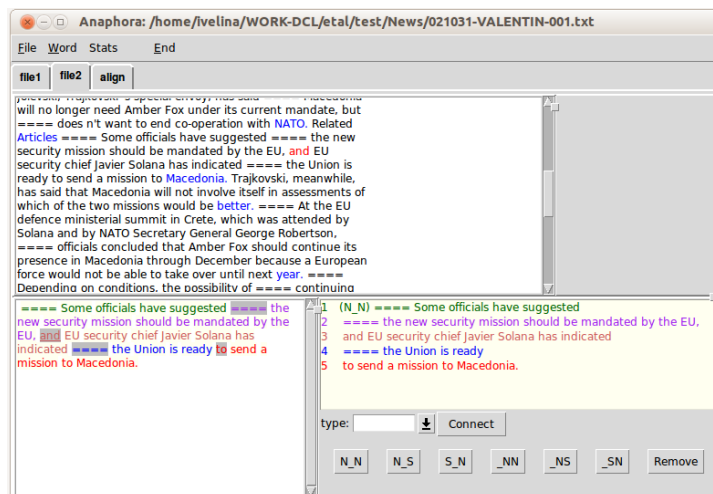 Anaphora: /home/ivelina/WORK-DCL/etal/test/News/021031-VALENTIN-001.txt
File Word Stats End
file1 file2 align
will no longer need Amber Fox under its current mandate, but
==== does n't want to end co-operation with NATO. Related
Articles ==== Some officials have suggested ==== the new
security mission should be mandated by the EU, and EU
security chief Javier Solana has indicated ==== the Union is
ready to send a mission to Macedonia. Trajkovski, meanwhile,
has said that Macedonia will not involve itself in assessments of
which of the two missions would be better. ==== At the EU
defence ministerial summit in Crete, which was attended by
Solana and by NATO Secretary General George Robertson,
==== officials concluded that Amber Fox should continue its
presence in Macedonia through December because a European
force would not be able to take over until next year. ====
Depending on conditions, the possibility of ==== continuing
==== Some officials have suggested ==== the
new security mission should be mandated by the
EU, and EU security chief Javier Solana has
indicated ==== the Union is ready to send a
mission to Macedonia.
1 (N_N) ==== Some officials have suggested
2 ==== the new security mission should be mandated by the EU,
3 and EU security chief Javier Solana has indicated
4 ==== the Union is ready
5 to send a mission to Macedonia.
type: Connect
N_N N_S S_N _NN _NS _SN Remove